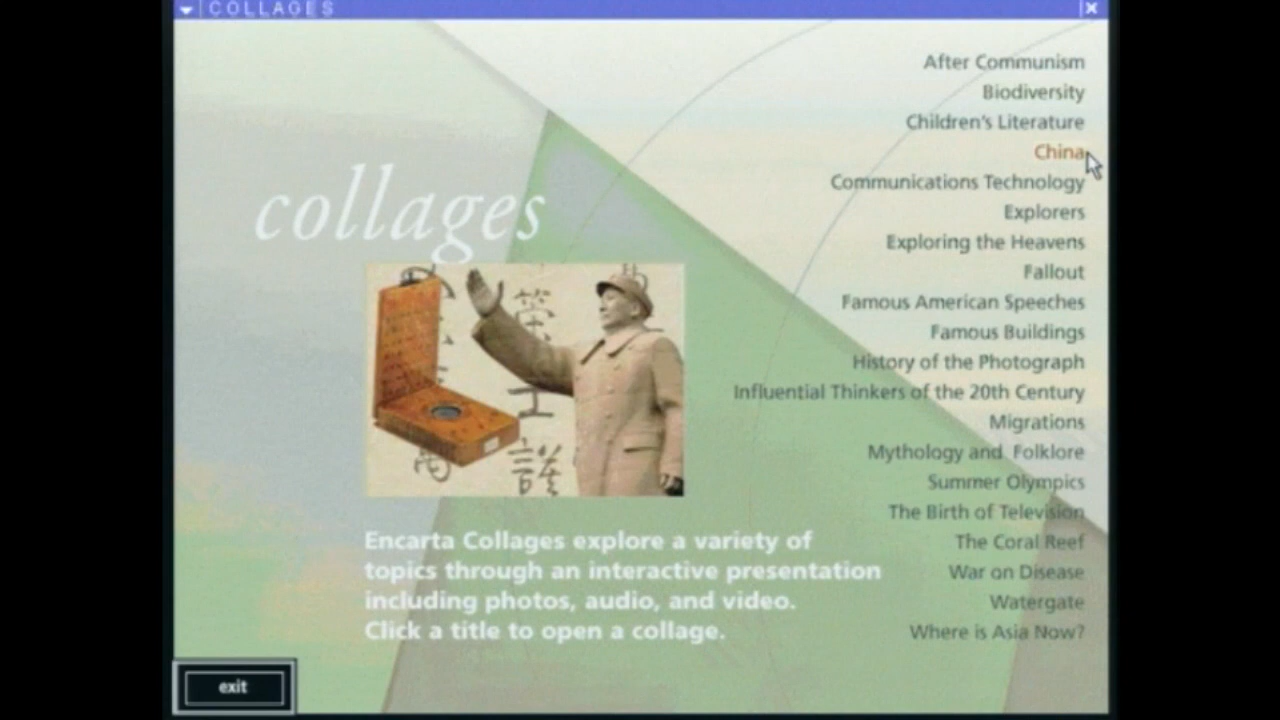 COLLAGES
After Communism
Biodiversity
Children's Literature
China
Communications Technology
Explorers
Exploring the Heavens
Fallout
Famous American Speeches
Famous Buildings
History of the Photograph
Influential Thinkers of the 20th Century
Migrations
Mythology and Folklore
Summer Olympics
The Birth of Television
The Coral Reef
War on Disease
Watergate
Where is Asia Now?
collages
Encarta Collages explore a variety of
topics through an interactive presentation
including photos, audio, and video.
Click a title to open a collage.
exit